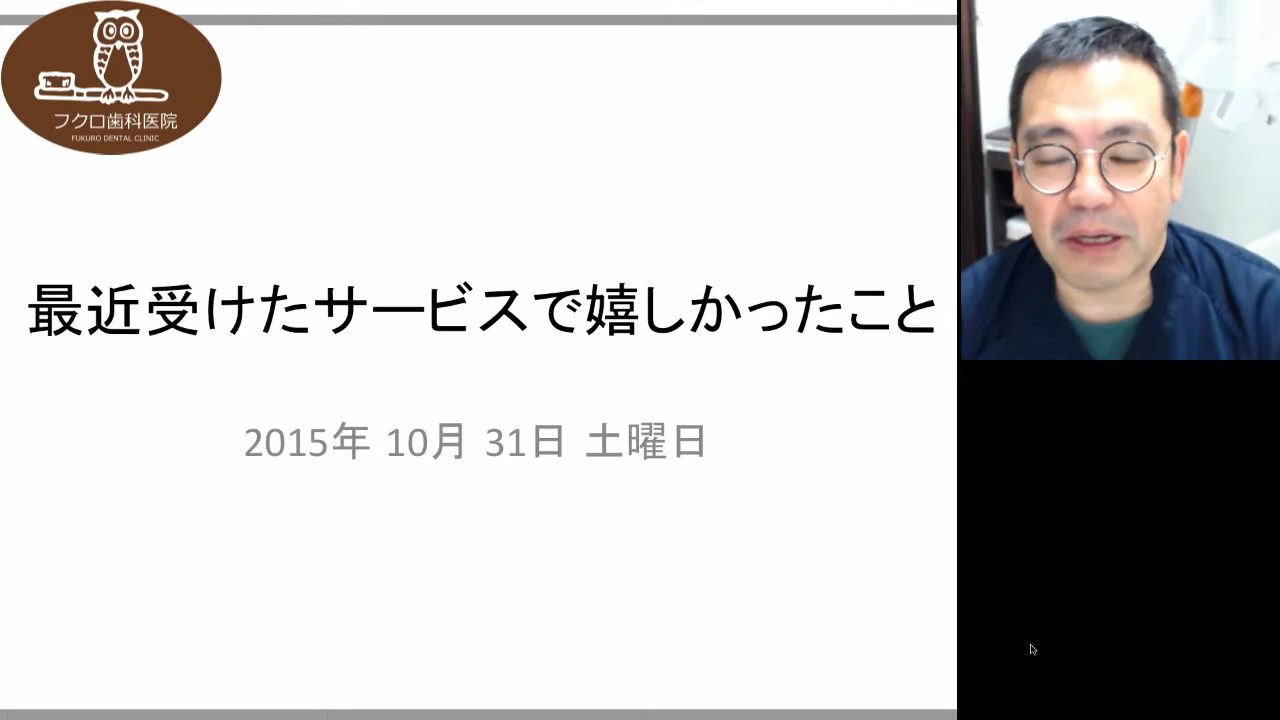 フクロ歯科医院
FUKURO DENTAL CLINIC
最近受けたサービスで嬉しかったこと
2015年 10月 31日 土曜日